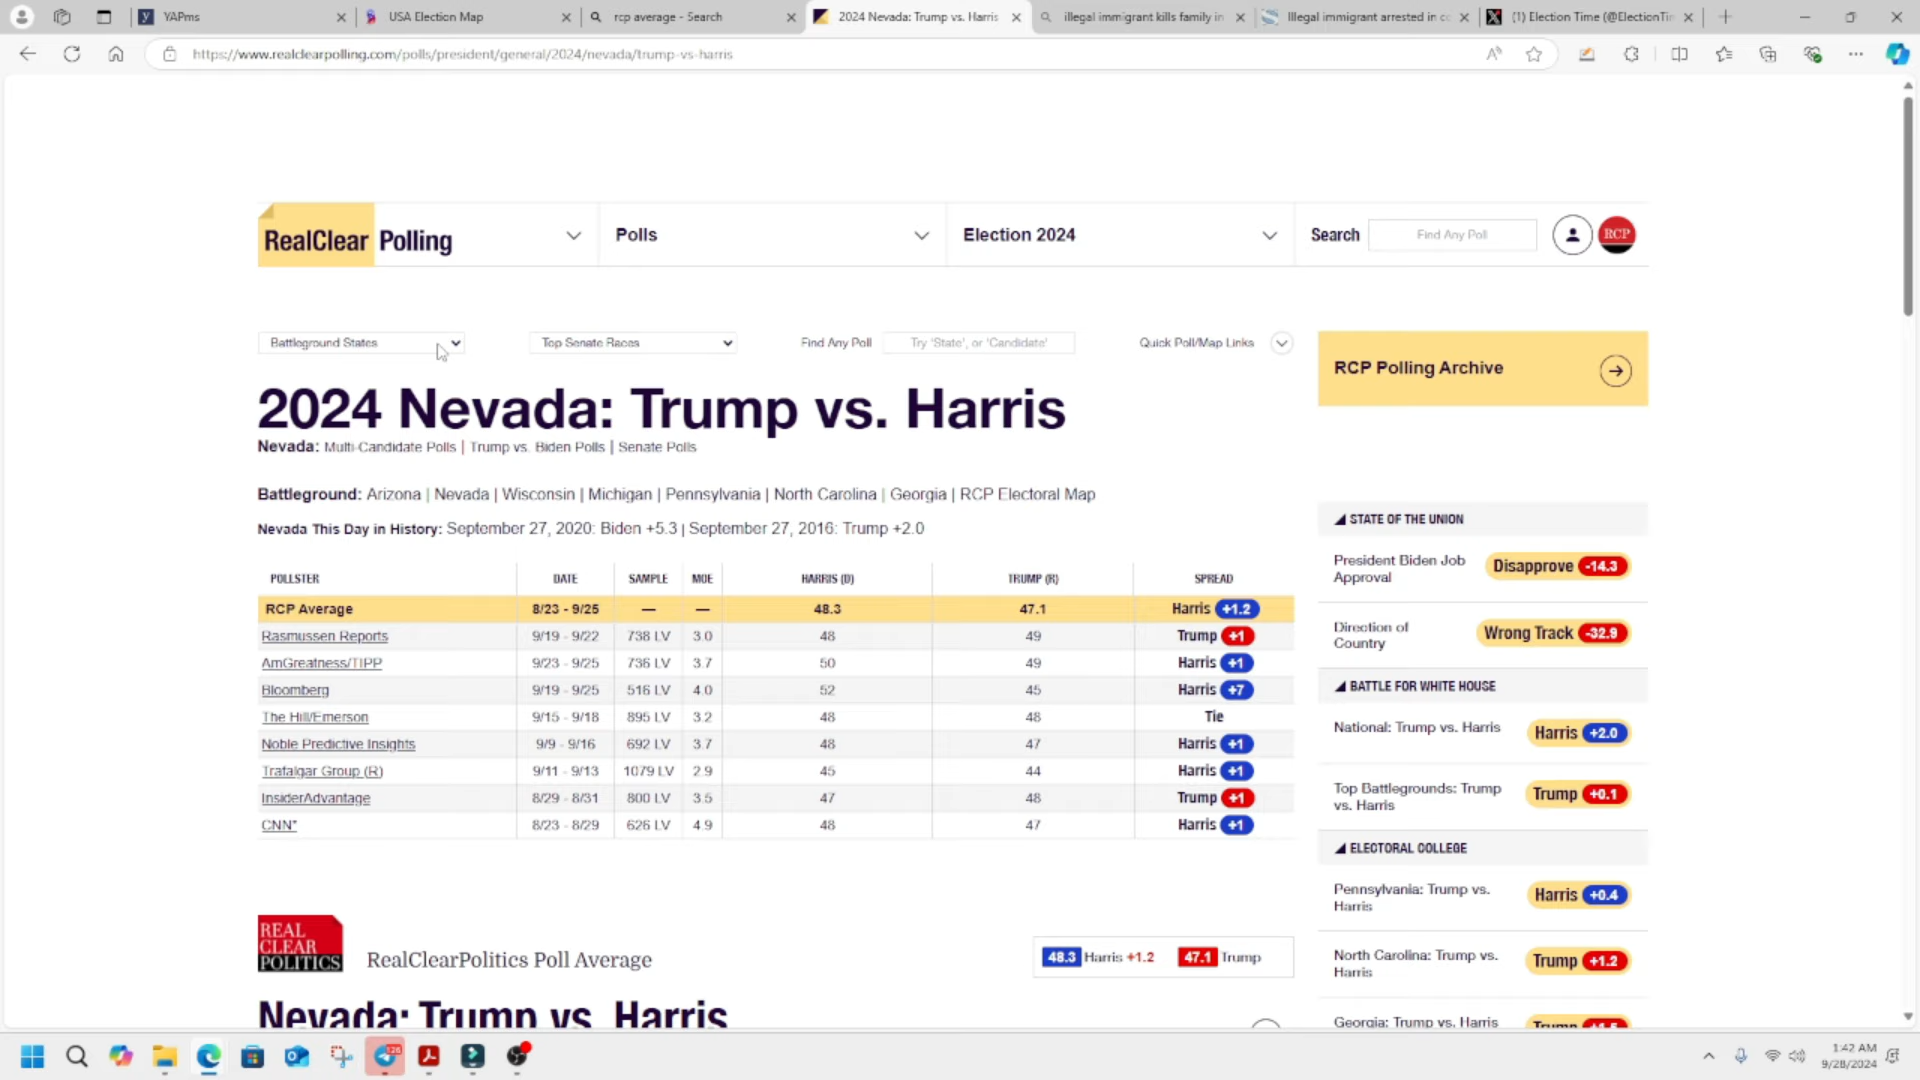 YAPms
USA Election Map
rcp average - Search
2024 Nevada: Trump vs. Harris
illegal immigrant kills family in
Illegal immigrant arrested in co
(1) Election Time (@ElectionTim
https://www.realclearpolling.com/polls/president/general/2024/nevada/trump-vs-harris
RealClear Polling
Polls
Election 2024
Search
Find Any Poll
RCP
Battleground States
Top Senate Races
Find Any Poll
Try 'State', or 'Candidate'
Quick Poll/Map Links
RCP Polling Archive
2024 Nevada: Trump vs. Harris
Nevada: Multi-Candidate Polls | Trump vs. Biden Polls | Senate Polls
Battleground: Arizona | Nevada | Wisconsin | Michigan | Pennsylvania | North Carolina | Georgia | RCP Electoral Map
Nevada This Day in History: September 27, 2020: Biden +5.3 | September 27, 2016: Trump +2.0
POLLSTER DATE SAMPLE MOE HARRIS (D) TRUMP (R) SPREAD
RCP Average 8/23 - 9/25 — — 48.3 47.1 Harris +1.2
Rasmussen Reports 9/19 - 9/22 738 LV 3.0 48 49 Trump +1
AmGreatness/TIPP 9/23 - 9/25 736 LV 3.7 50 49 Harris +1
Bloomberg 9/19 - 9/25 516 LV 4.0 52 45 Harris +7
The Hill/Emerson 9/15 - 9/18 895 LV 3.2 48 48 Tie
Noble Predictive Insights 9/9 - 9/16 692 LV 3.7 48 47 Harris +1
Trafalgar Group (R) 9/11 - 9/13 1079 LV 2.9 45 44 Harris +1
InsiderAdvantage 8/29 - 8/31 800 LV 3.5 47 48 Trump +1
CNN* 8/23 - 8/29 626 LV 4.9 48 47 Harris +1
STATE OF THE UNION
President Biden Job
Approval
Disapprove -14.3
Direction of
Country
Wrong Track -32.9
BATTLE FOR WHITE HOUSE
National: Trump vs. Harris
Harris +2.0
Top Battlegrounds: Trump
vs. Harris
Trump +0.1
ELECTORAL COLLEGE
Pennsylvania: Trump vs.
Harris
Harris +0.4
North Carolina: Trump vs.
Harris
Trump +1.2
Georgia: Trump vs. Harris
Trump
REAL
CLEAR
POLITICS
RealClearPolitics Poll Average
48.3 Harris +1.2 47.1 Trump
Nevada: Trump vs. Harris
1:42 AM
9/28/2024